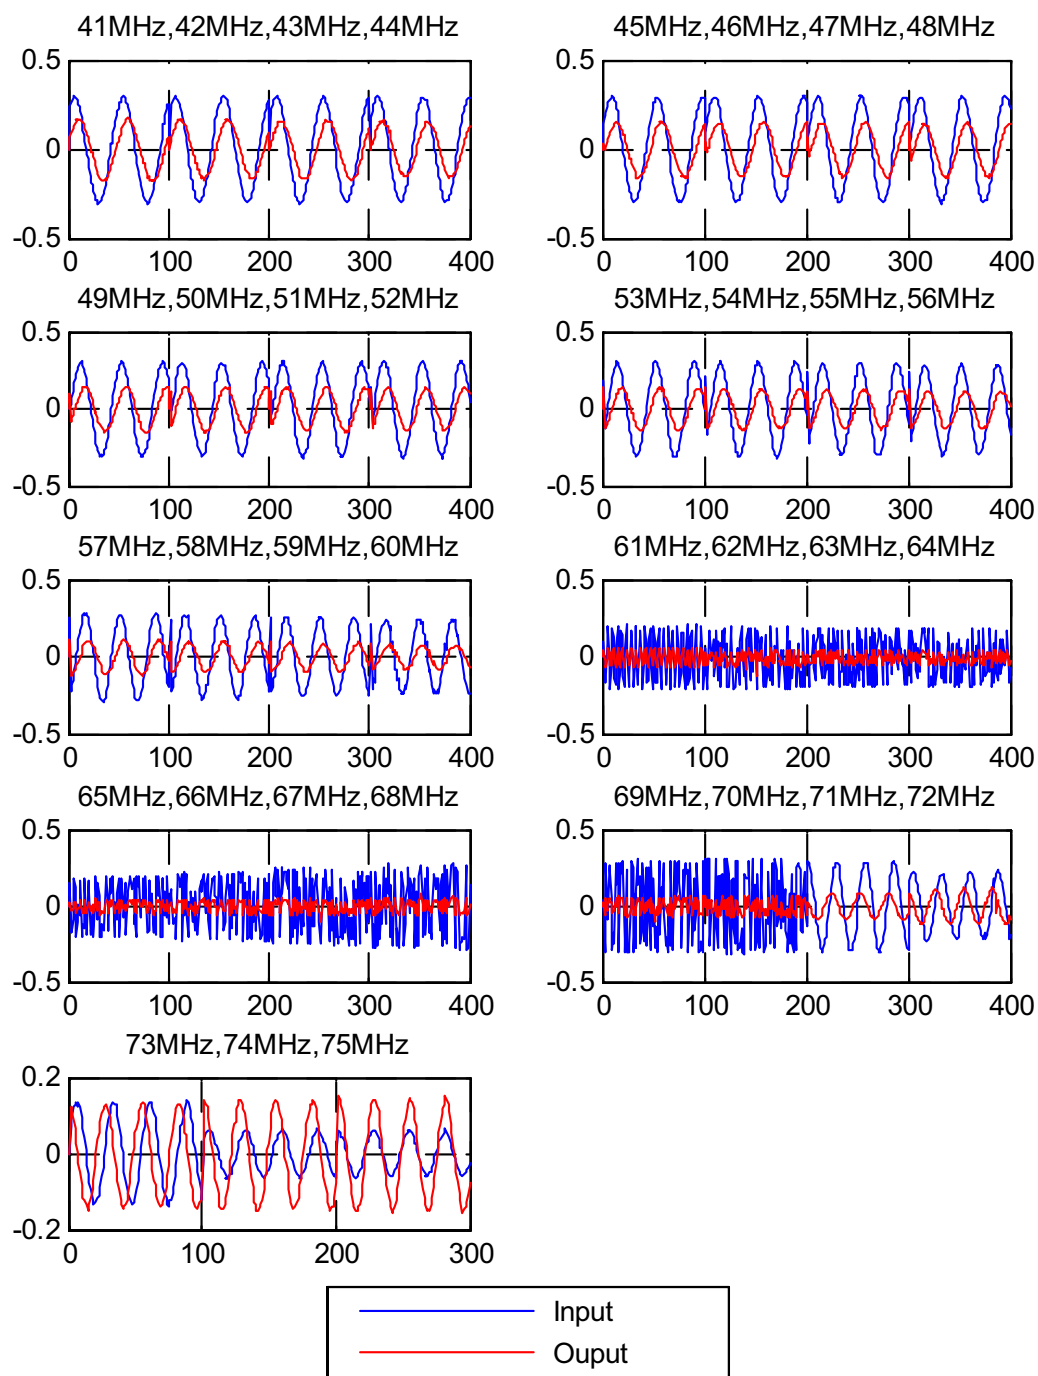 41MHz,42MHz,43MHz,44MHz
45MHz,46MHz,47MHz,48MHz
0.5
0
-0.5
0 100 200 300 400
0.5
0
-0.5
0 100 200 300 400
49MHz,50MHz,51MHz,52MHz
53MHz,54MHz,55MHz,56MHz
0.5
0
-0.5
0 100 200 300 400
0.5
0
-0.5
0 100 200 300 400
57MHz,58MHz,59MHz,60MHz
61MHz,62MHz,63MHz,64MHz
0.5
0
-0.5
0 100 200 300 400
0.5
0
-0.5
0 100 200 300 400
65MHz,66MHz,67MHz,68MHz
69MHz,70MHz,71MHz,72MHz
0.5
0
-0.5
0 100 200 300 400
0.5
0
-0.5
0 100 200 300 400
73MHz,74MHz,75MHz
0.2
0
-0.2
0 100 200 300
Input
Ouput